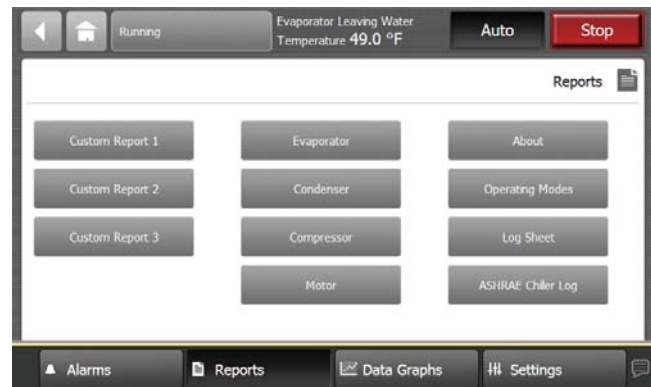 Running
Evaporator Leaving Water
Temperature 49.0 °F
Auto
Stop
Reports
Custom Report 1
Evaporator
About
Custom Report 2
Condenser
Operating Modes
Custom Report 3
Compressor
Log Sheet
Motor
ASHRAE Chiller Log
Alarms
Reports
Data Graphs
Settings